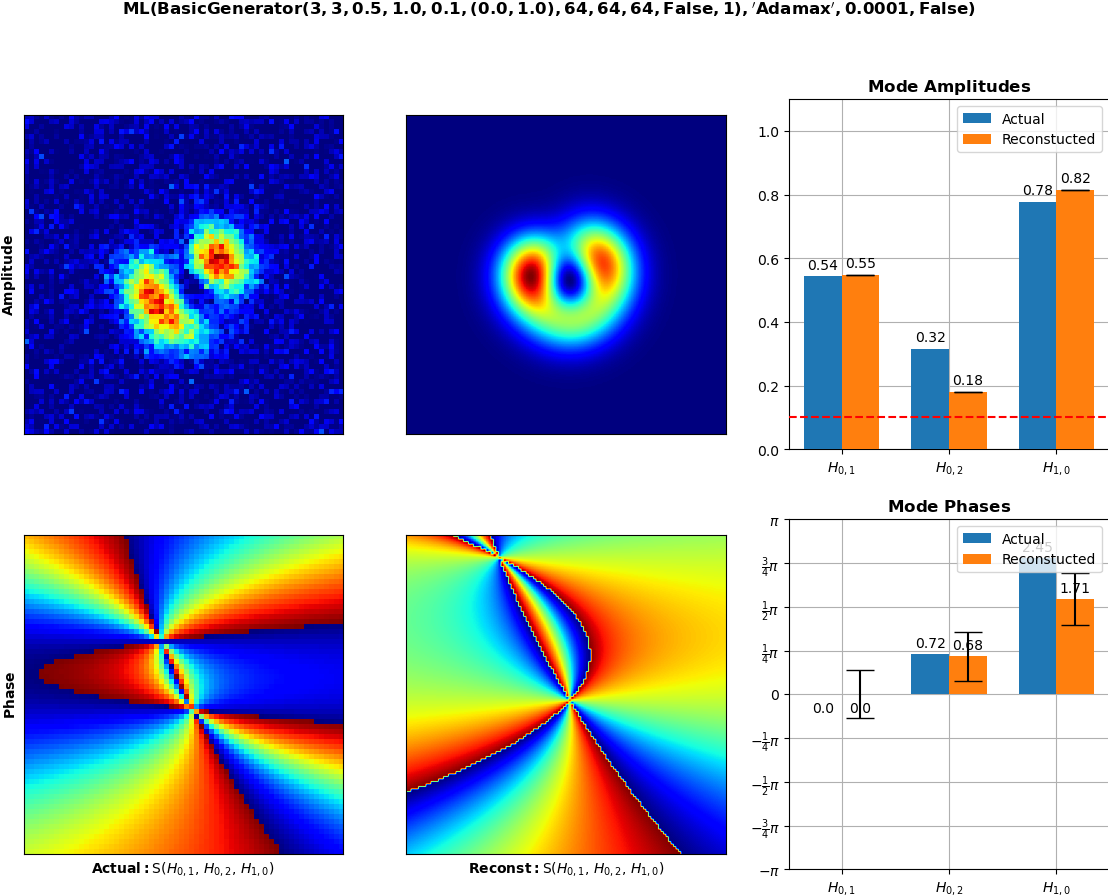 ML(BasicGenerator(3, 3, 0.5, 1.0, 0.1, (0.0, 1.0), 64, 64, 64, False, 1), ′Adamax′, 0.0001, False)
Mode Amplitudes
Amplitude
1.0
0.8
0.6
0.4
0.2
0.0
Actual
Reconstucted
0.54
0.55
0.32
0.18
0.78
0.82
H0, 1
H0, 2
H1, 0
Mode Phases
Phase
π
3/4π
1/2π
1/4π
0
−1/4π
−1/2π
−3/4π
−π
Actual
Reconstucted
0.0
0.0
0.72
0.68
2.45
1.71
H0, 1
H0, 2
H1, 0
Actual: S(H0, 1, H0, 2, H1, 0)
Reconst: S(H0, 1, H0, 2, H1, 0)